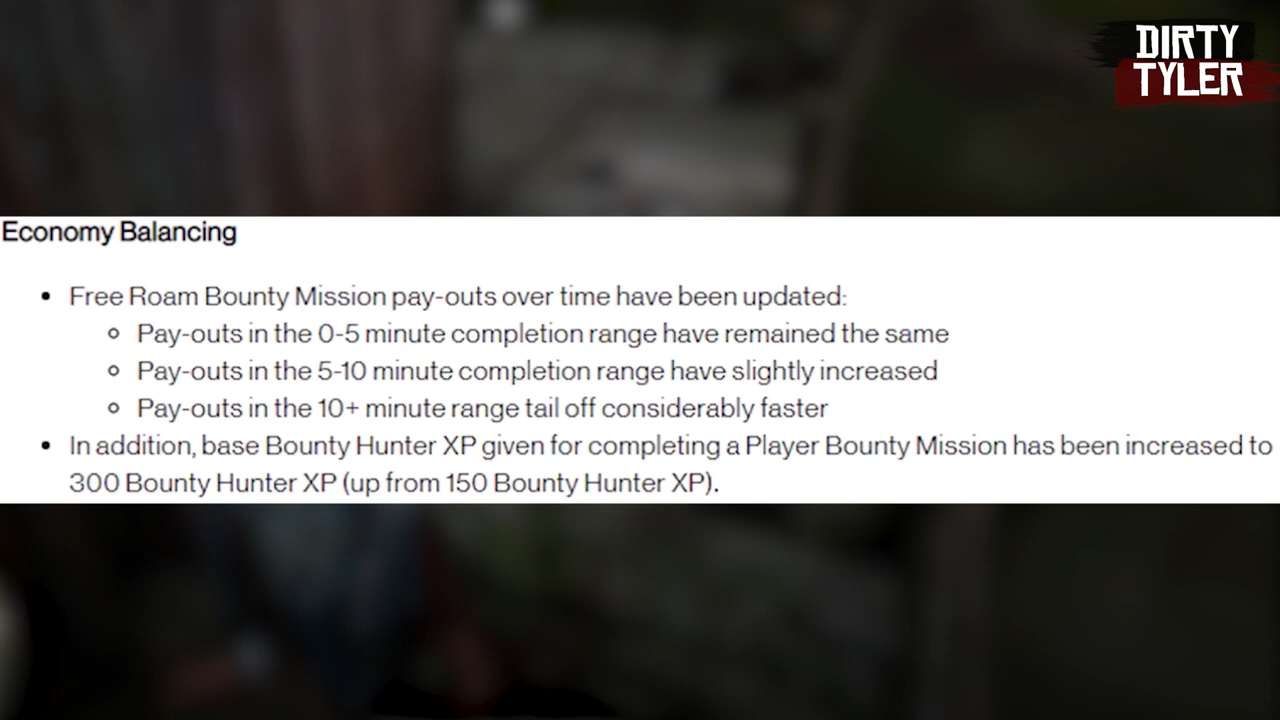 DIRTY
TYLER
Economy Balancing
• Free Roam Bounty Mission pay-outs over time have been updated:
◦ Pay-outs in the 0-5 minute completion range have remained the same
◦ Pay-outs in the 5-10 minute completion range have slightly increased
◦ Pay-outs in the 10+ minute range tail off considerably faster
• In addition, base Bounty Hunter XP given for completing a Player Bounty Mission has been increased to
300 Bounty Hunter XP (up from 150 Bounty Hunter XP).